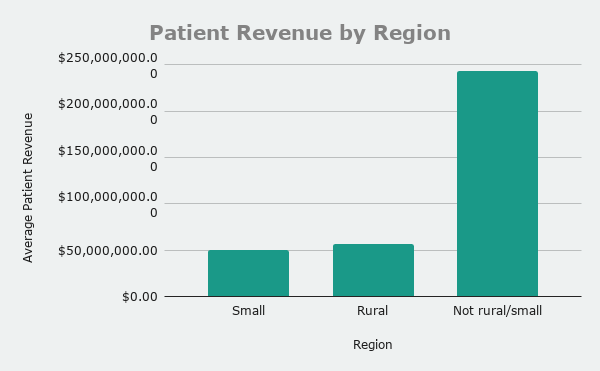 Patient Revenue by Region
$250,000,000.0
0
$200,000,000.0
0
$150,000,000.0
0
$100,000,000.0
0
$50,000,000.00
$0.00
Average Patient Revenue
Small
Rural
Not rural/small
Region